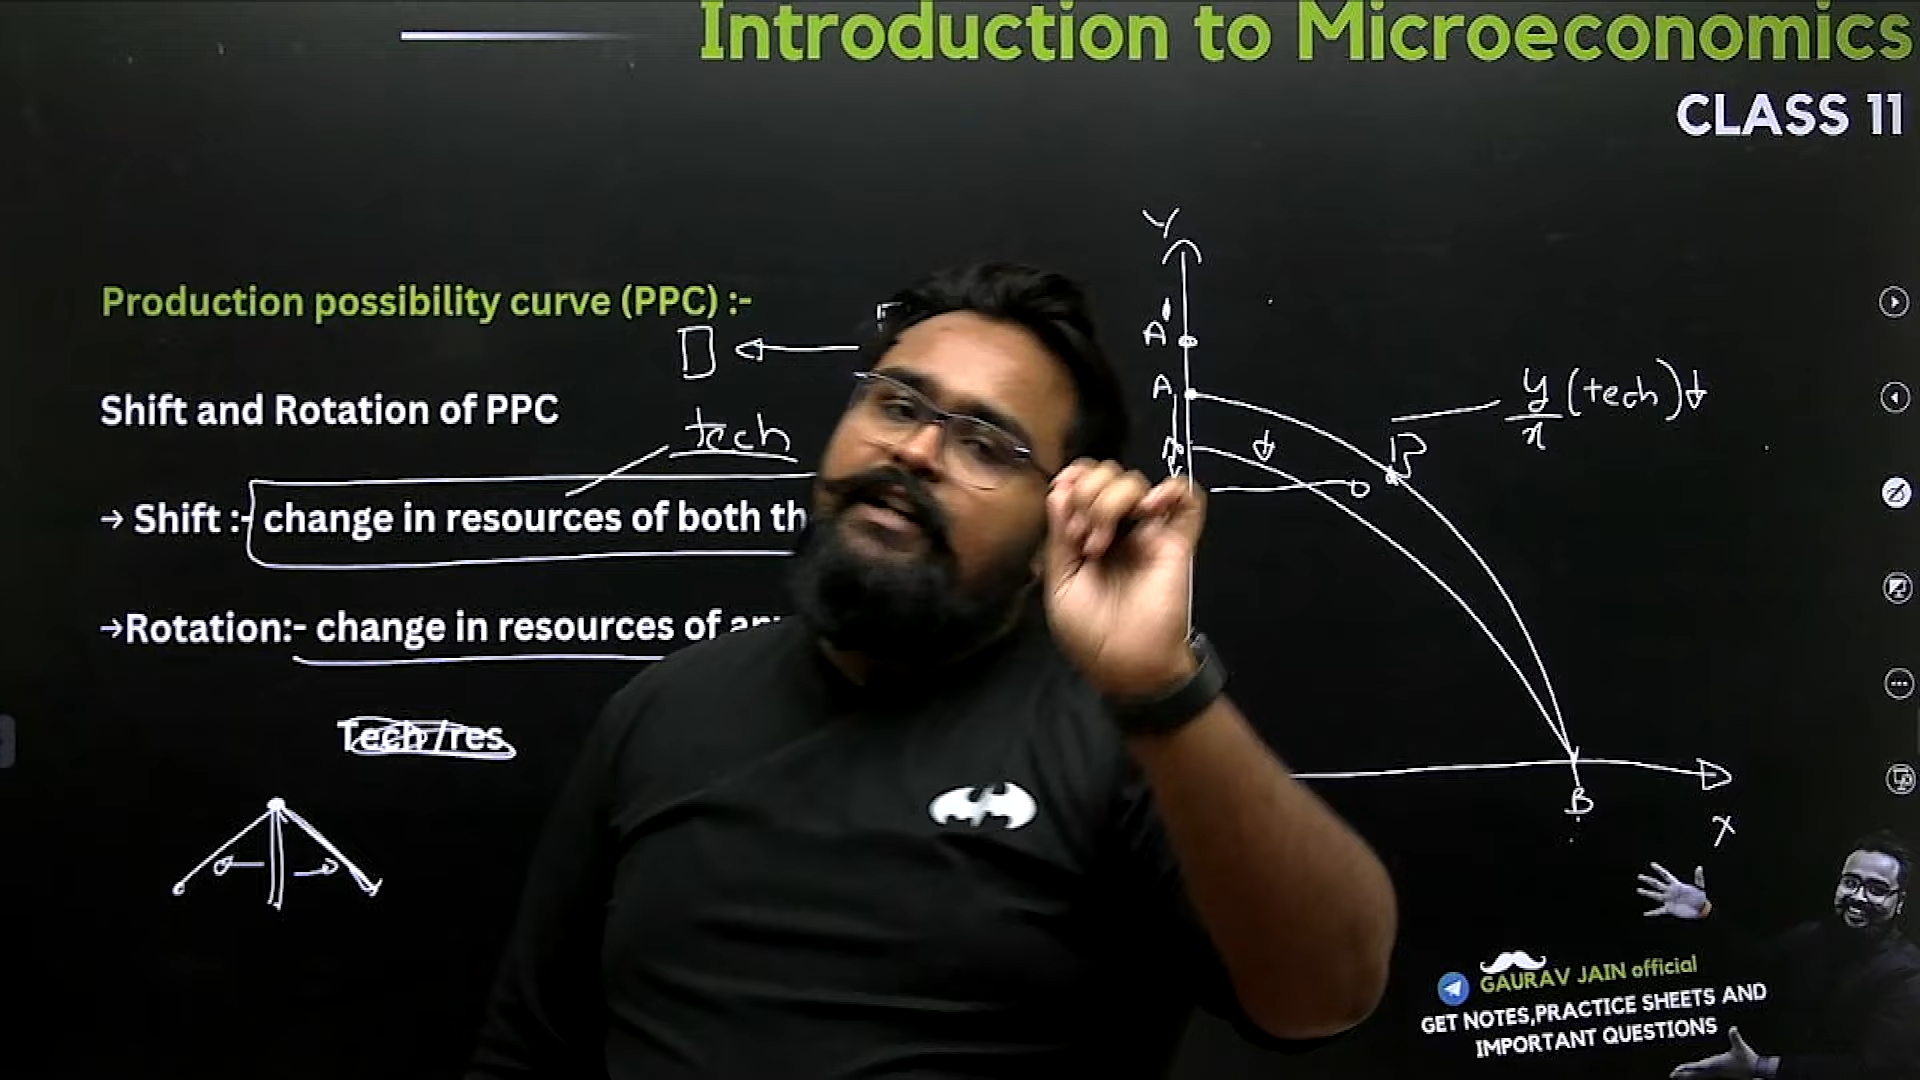 Introduction to Microeconomics
CLASS 11
Production possibility curve (PPC) :-
Shift and Rotation of PPC
tech
→ Shift :- change in resources of both th
→Rotation:- change in resources of
Tech /res
Y
A'
A
B
y/x (tech)↓
B
X
GAURAV JAIN official
GET NOTES,PRACTICE SHEETS AND
IMPORTANT QUESTIONS